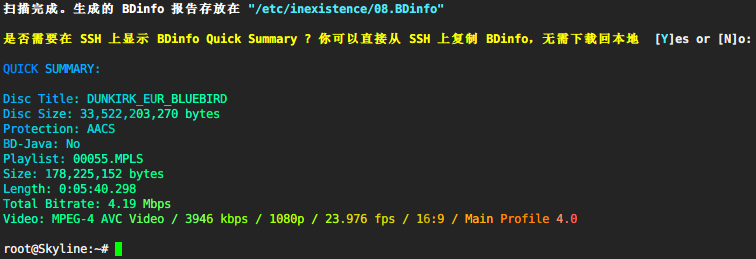 扫描完成。生成的 BDinfo 报告存放在 "/etc/inexistence/08.BDinfo"
是否需要在 SSH 上显示 BDinfo Quick Summary ? 你可以直接从 SSH 上复制 BDinfo，无需下载回本地 [Y]es or [N]o:
QUICK SUMMARY:
Disc Title: DUNKIRK_EUR_BLUEBIRD
Disc Size: 33,522,203,270 bytes
Protection: AACS
BD-Java: No
Playlist: 00055.MPLS
Size: 178,225,152 bytes
Length: 0:05:40.298
Total Bitrate: 4.19 Mbps
Video: MPEG-4 AVC Video / 3946 kbps / 1080p / 23.976 fps / 16:9 / Main Profile 4.0
root@Skyline:~#